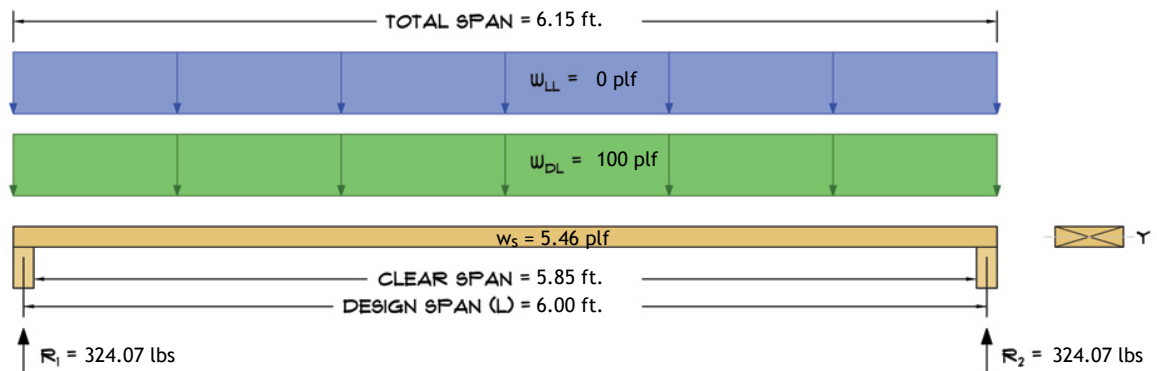 TOTAL SPAN = 6.15 ft.
WLL = 0 plf
WDL = 100 plf
ws = 5.46 plf
Y
CLEAR SPAN = 5.85 ft.
DESIGN SPAN (L) = 6.00 ft.
R1 = 324.07 lbs
R2 = 324.07 lbs